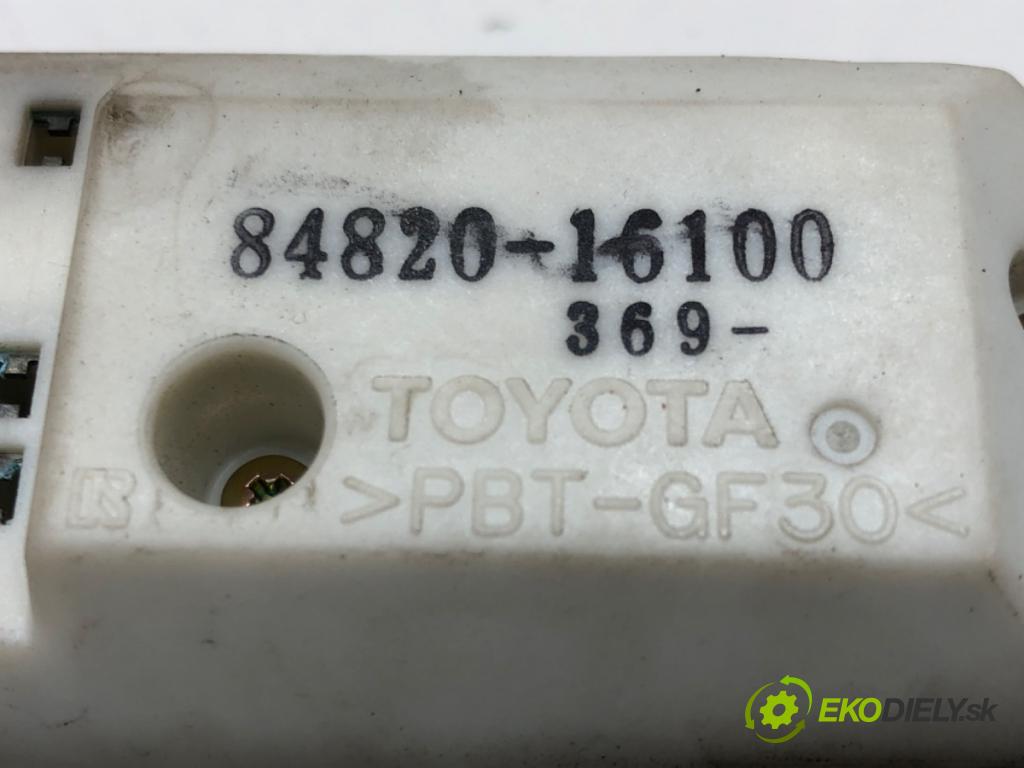 84820-16100
369-
TOYOTA
>PBT-GF30<
EKODIELY.sk